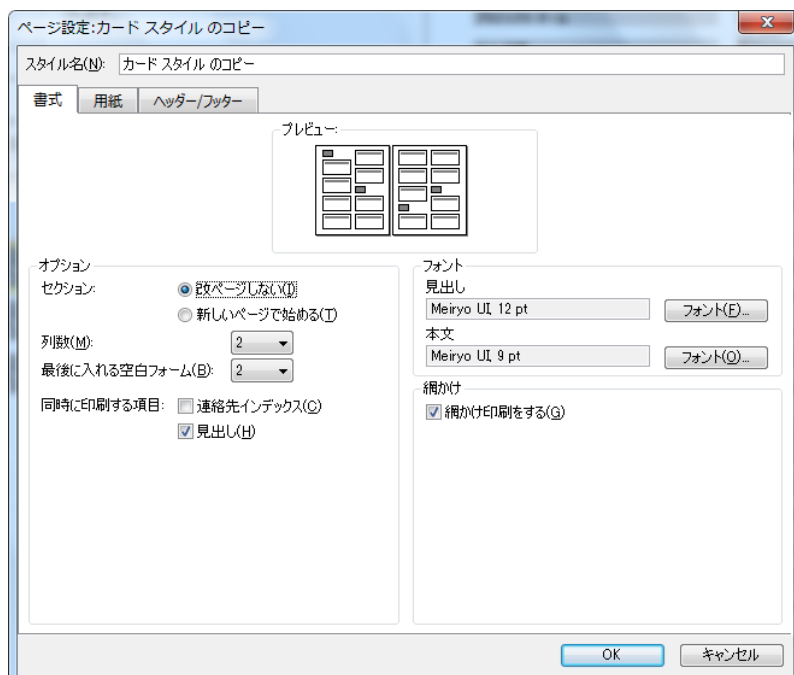 ページ設定:カード スタイル のコピー
スタイル名(N): カード スタイル のコピー
書式 用紙 ヘッダー/フッター
プレビュー:
オプション
セクション: 改ページしない(I)
新しいページで始める(T)
列数(M): 2
最後に入れる空白フォーム(B): 2
同時に印刷する項目: 連絡先インデックス(C)
見出し(H)
フォント
見出し
Meiryo UI, 12 pt フォント(F)...
本文
Meiryo UI, 9 pt フォント(O)...
網かけ
網かけ印刷をする(G)
OK キャンセル